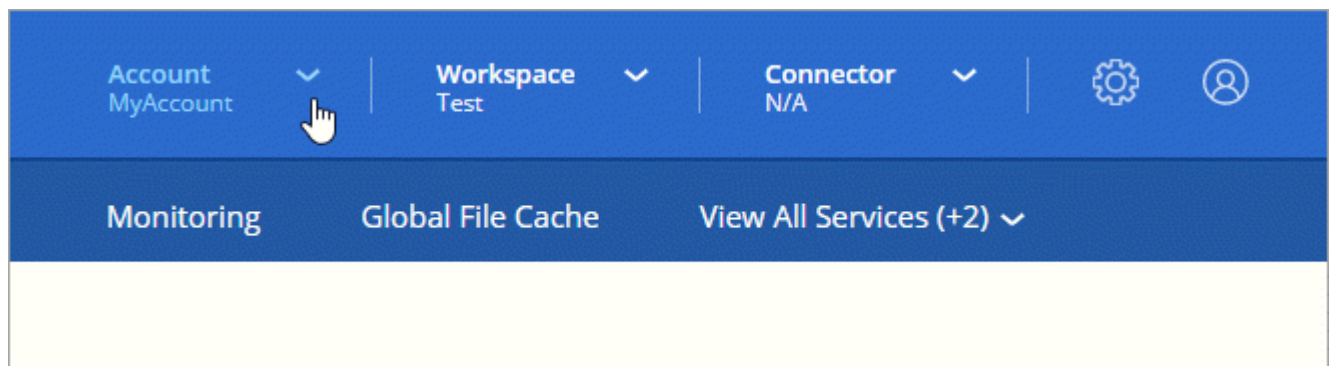 Account
MyAccount
Workspace
Test
Connector
N/A
Monitoring
Global File Cache
View All Services (+2)